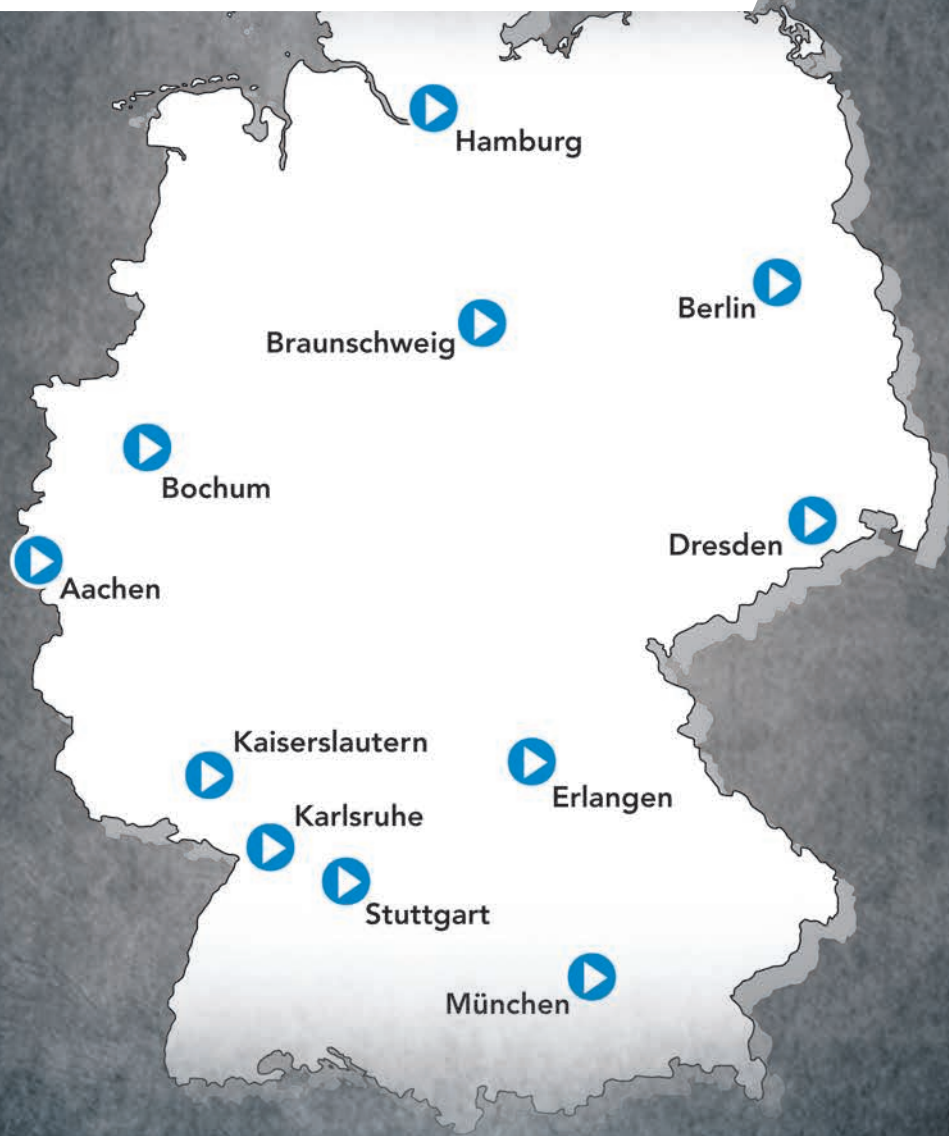 Hamburg
Berlin
Braunschweig
Bochum
Dresden
Aachen
Kaiserslautern
Erlangen
Karlsruhe
Stuttgart
München